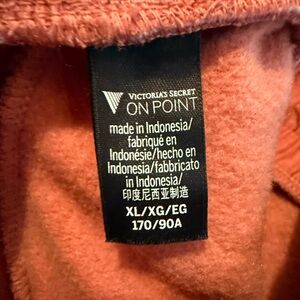 VICTORIA'S SECRET
ON POINT
made in Indonesia/
fabriqué en
Indonésie/hecho en
Indonesia/fabbricato
in Indonesia/
印度尼西亚制造
XL/XG/EG
170/90A